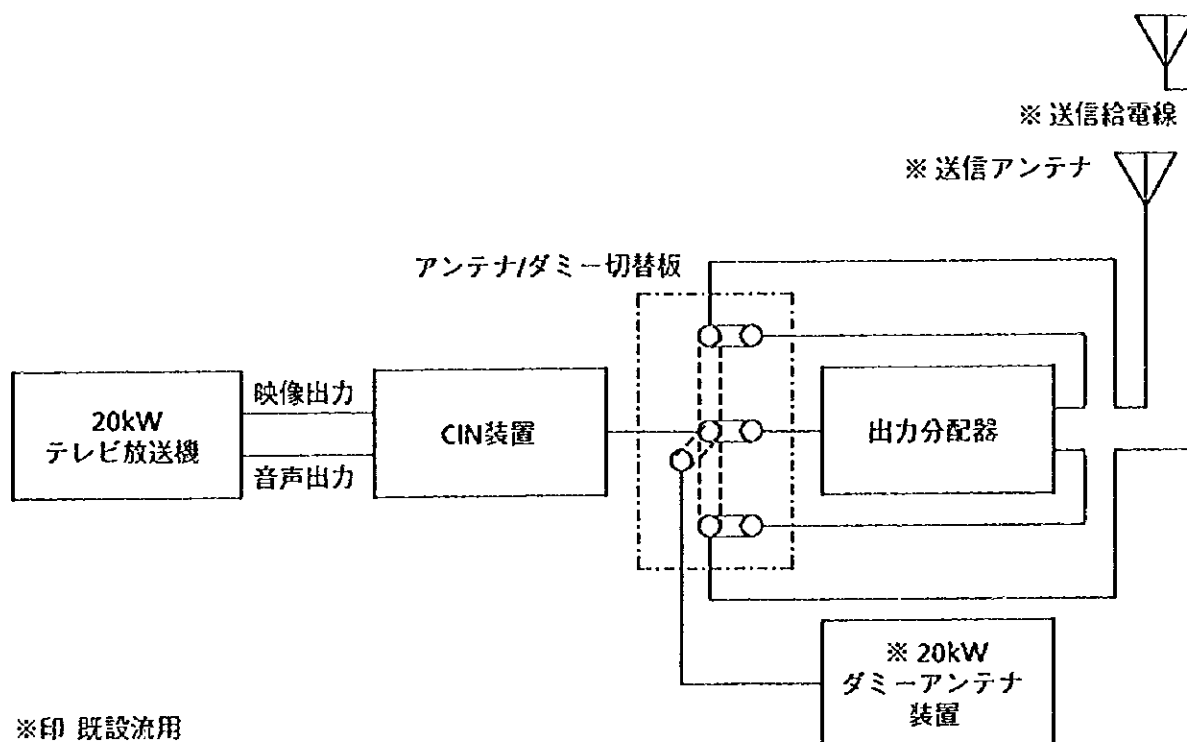 ※ 送信給電線
※ 送信アンテナ
アンテナ/ダミー切替板
映像出力
20kW
テレビ放送機
音声出力
CIN装置
出力分配器
※ 20kW
ダミーアンテナ
装置
※印 既設流用